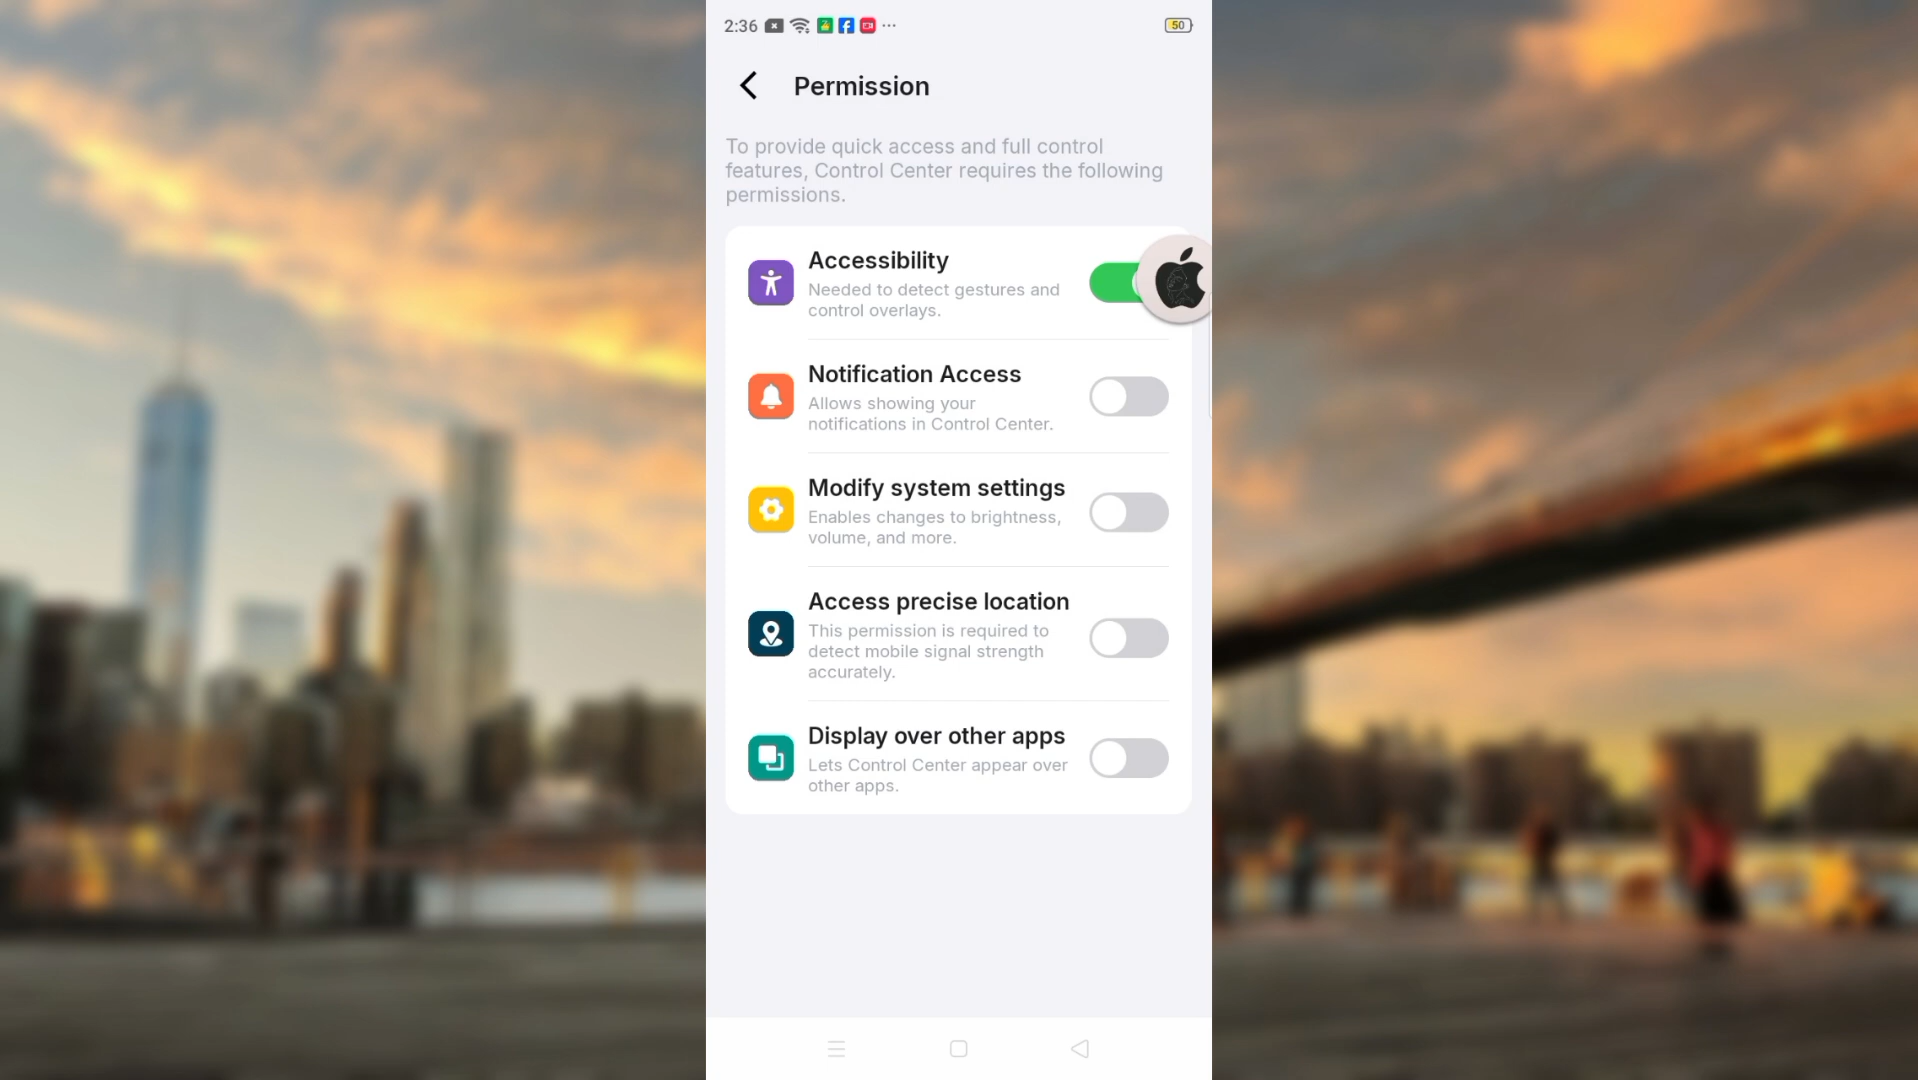 2:36
50
Permission
To provide quick access and full control
features, Control Center requires the following
permissions.
Accessibility
Needed to detect gestures and
control overlays.
Notification Access
Allows showing your
notifications in Control Center.
Modify system settings
Enables changes to brightness,
volume, and more.
Access precise location
This permission is required to
detect mobile signal strength
accurately.
Display over other apps
Lets Control Center appear over
other apps.